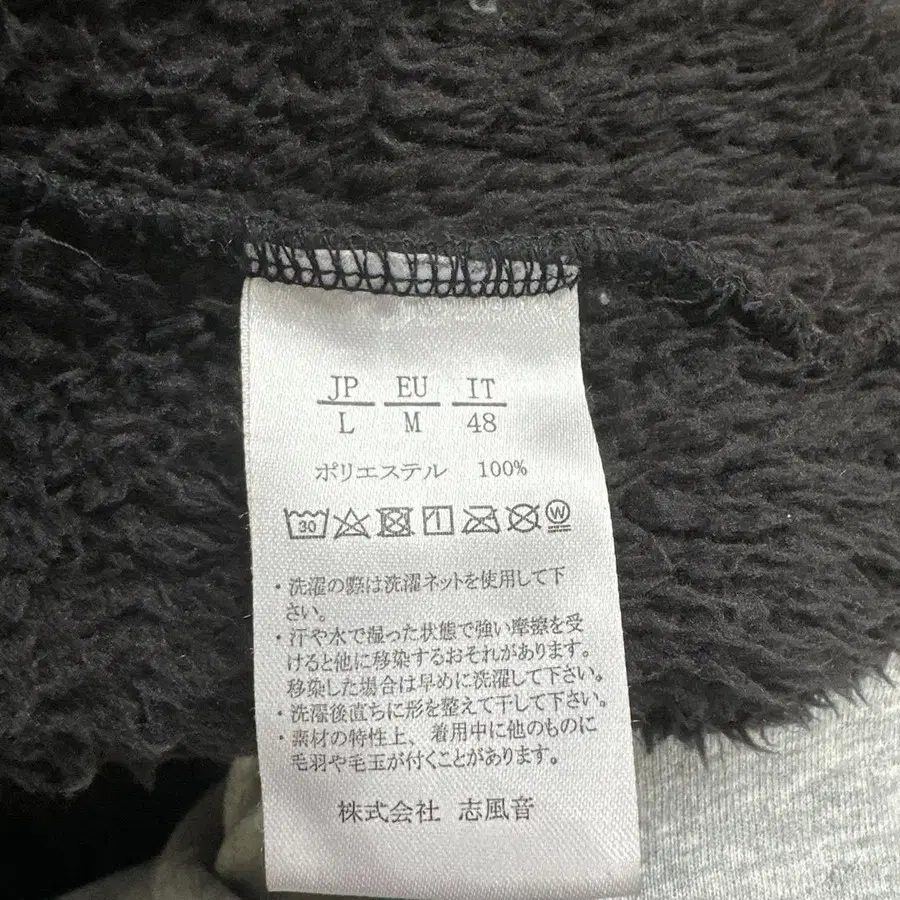 JP EU IT
L M 48
ポリエステル 100%
30 W
・洗濯の際は洗濯ネットを使用して下
さい。
・汗や水で湿った状態で強い摩擦を受
けると他に移染するおそれがあります。
移染した場合は早めに洗濯して下さい。
・洗濯後直ちに形を整えて干して下さい。
・素材の特性上、着用中に他のものに
毛羽や毛玉が付くことがあります。
株式会社 志風音